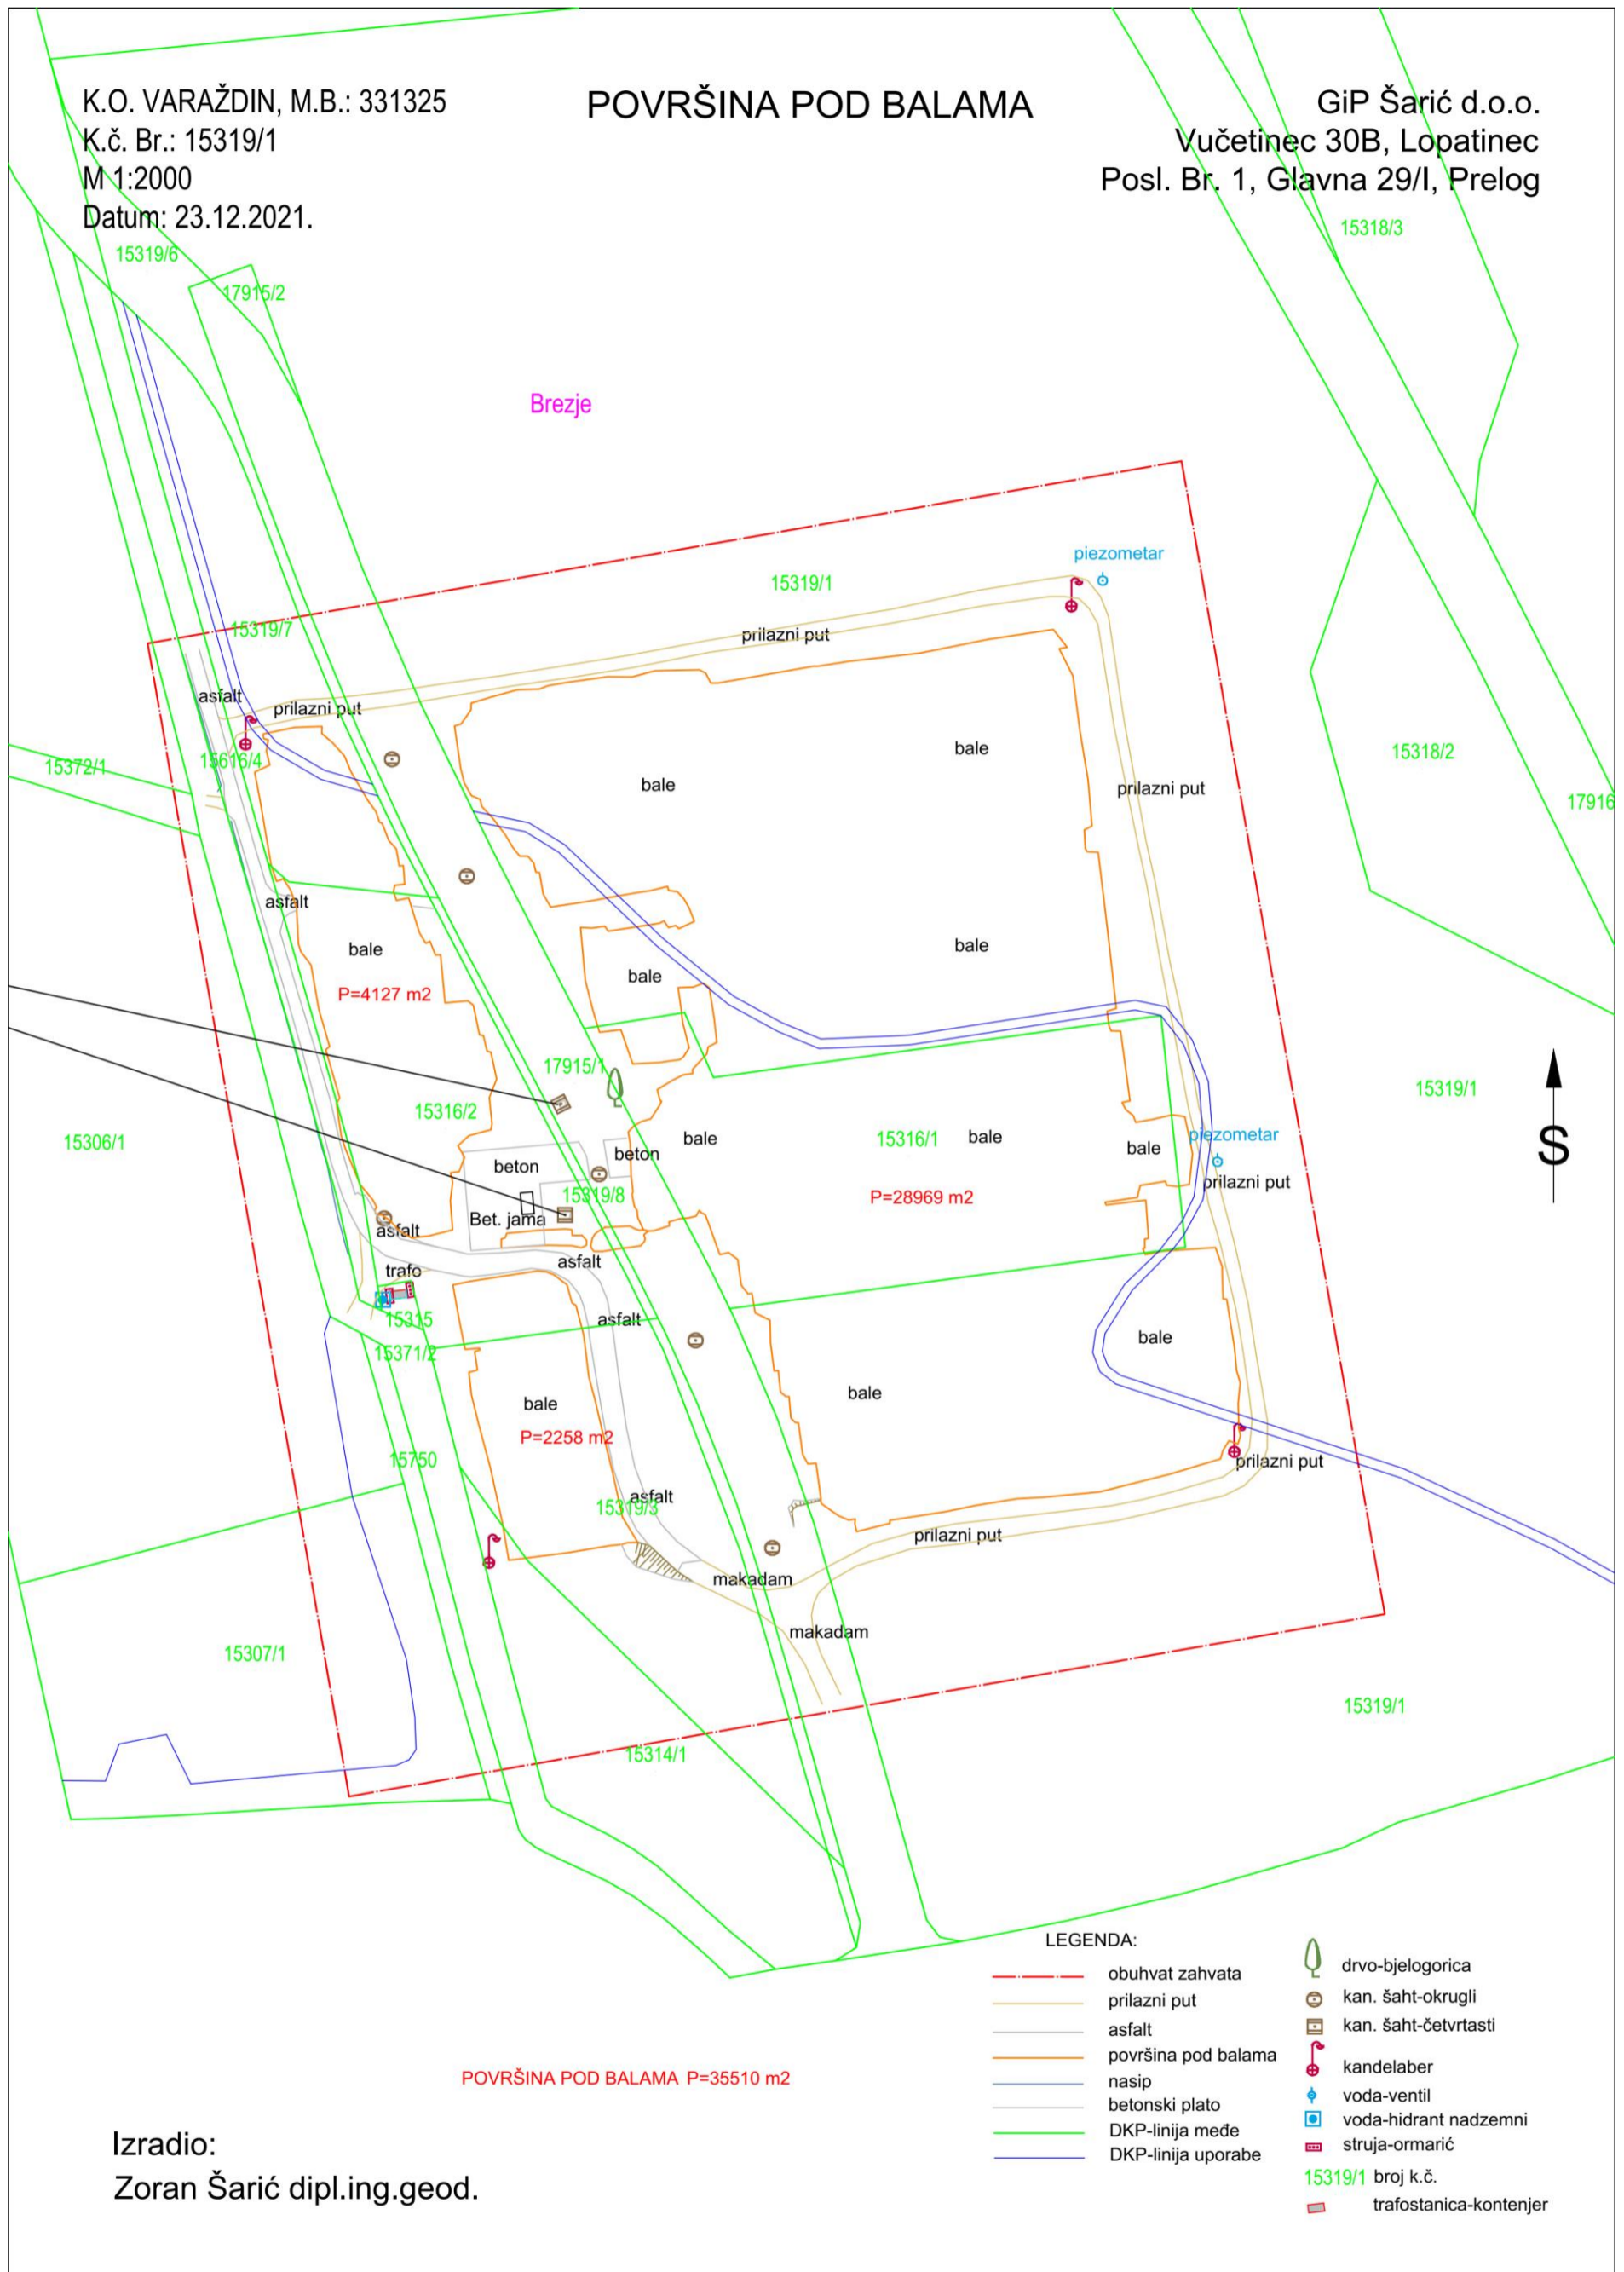 K.O. VARAŽDIN, M.B.: 331325
K.č. Br.: 15319/1
M 1:2000
Datum: 23.12.2021.
POVRŠINA POD BALAMA
GiP Šarić d.o.o.
Vučetinec 30B, Lopatinec
Posl. Br. 1, Glavna 29/I, Prelog
15318/3
15319/6
17915/2
Brezje
piezometar
15319/1
15319/7
prilazni put
asfalt
prilazni put
bale
15318/2
15372/1
15616/4
bale
prilazni put
17916
asfalt
bale
bale
bale
P=4127 m2
17915/1
15319/1
15316/2
15306/1
bale
15316/1
bale
bale
piezometar
S
beton
beton
prilazni put
15319/8
P=28969 m2
Bet. jama
asfalt
asfalt
trafo
15315
asfalt
bale
15371/2
bale
bale
P=2258 m2
15750
prilazni put
asfalt
15319/3
prilazni put
makadam
makadam
15307/1
15319/1
15314/1
LEGENDA:
obuhvat zahvata
prilazni put
asfalt
površina pod balama
nasip
betonski plato
DKP-linija međe
DKP-linija uporabe
drvo-bjelogorica
kan. šaht-okrugli
kan. šaht-četvrtasti
kandelaber
voda-ventil
voda-hidrant nadzemni
struja-ormarić
15319/1 broj k.č.
trafostanica-kontenjer
POVRŠINA POD BALAMA P=35510 m2
Izradio:
Zoran Šarić dipl.ing.geod.